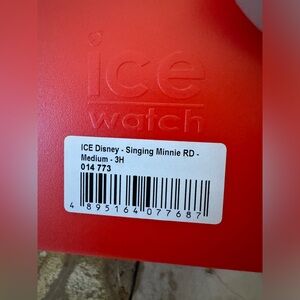 ice
watch
ICE Disney - Singing Minnie RD -
Medium - 3H
014 773
4 895164 077687